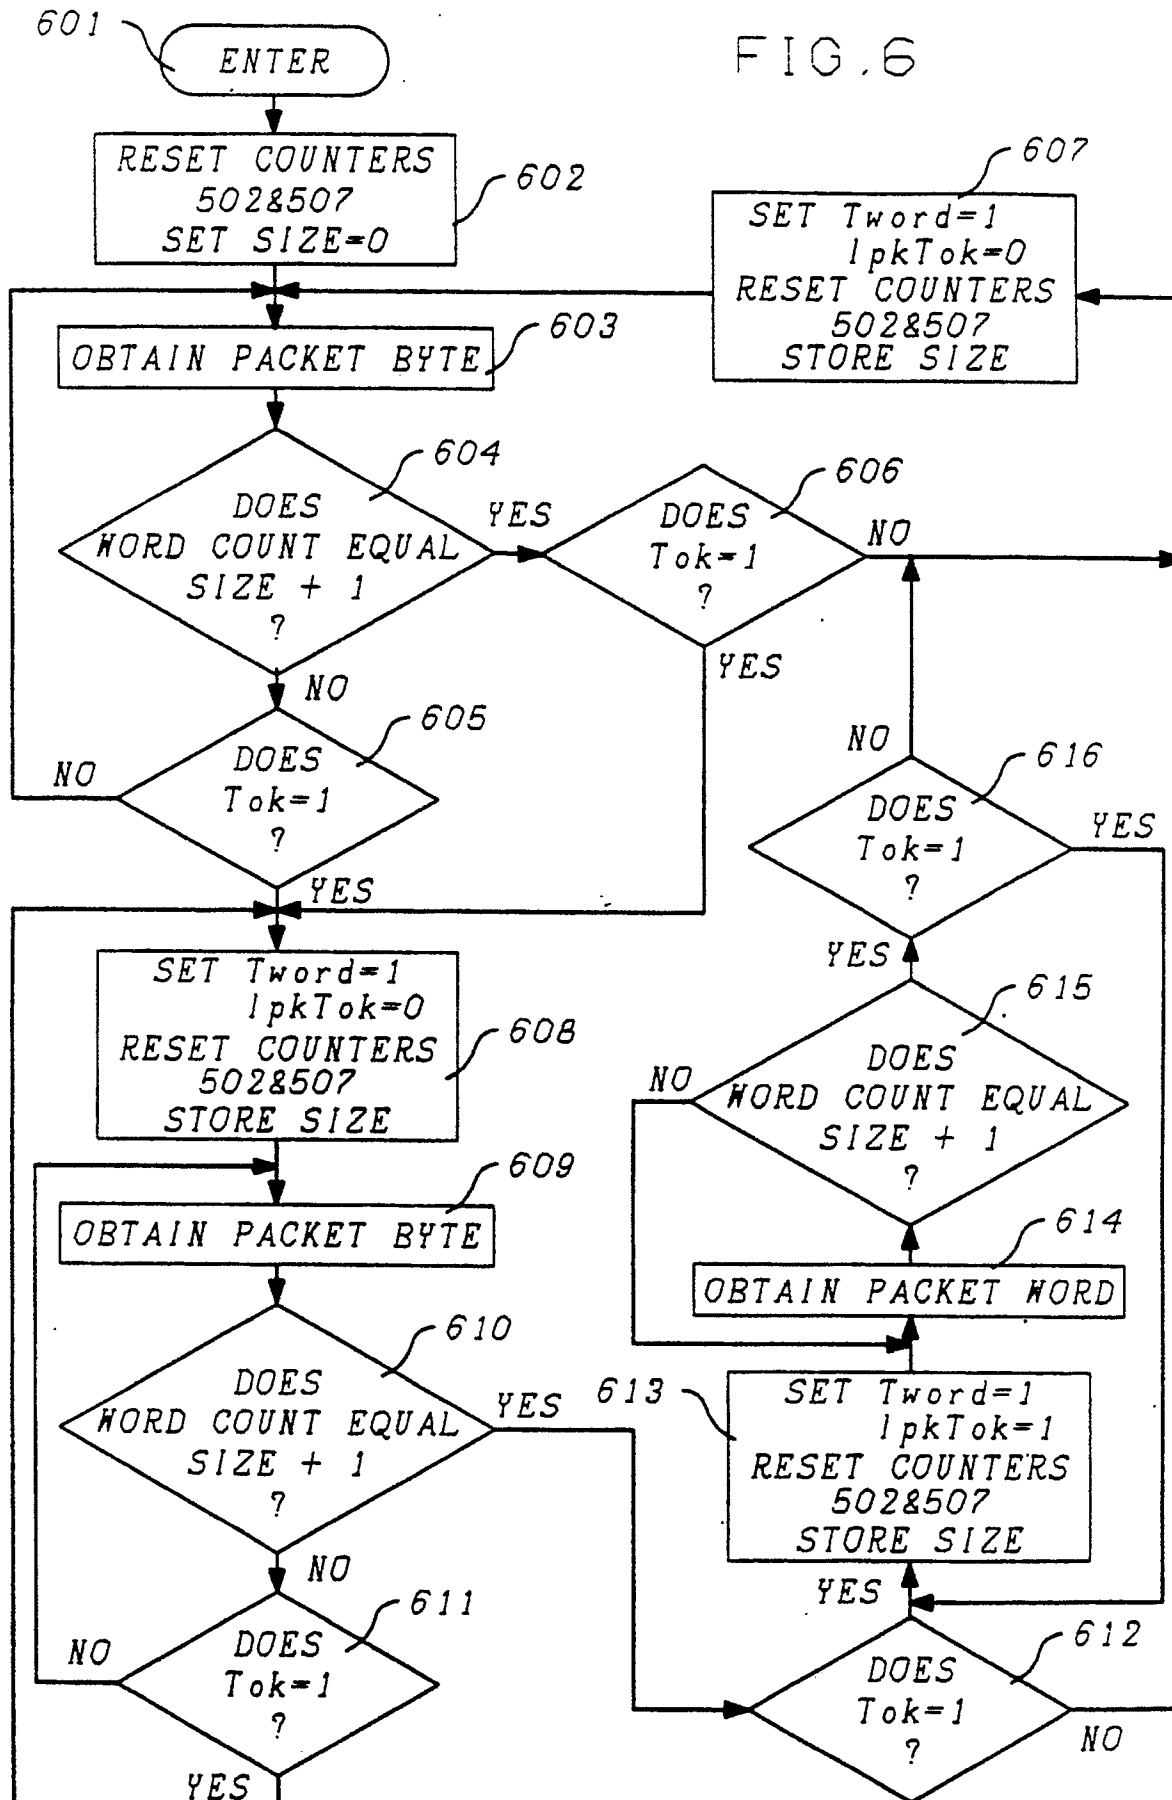 601
ENTER
FIG.6
RESET COUNTERS
502&507
SET SIZE=0
602
607
SET Tword=1
lpkTok=0
RESET COUNTERS
502&507
STORE SIZE
603
OBTAIN PACKET BYTE
604
DOES
WORD COUNT EQUAL
SIZE + 1
?
YES
606
DOES
Tok=1
?
NO
YES
NO
605
DOES
Tok=1
?
NO
YES
NO
616
DOES
Tok=1
?
YES
SET Tword=1
lpkTok=0
RESET COUNTERS
502&507
STORE SIZE
608
YES
615
DOES
WORD COUNT EQUAL
SIZE + 1
?
NO
609
OBTAIN PACKET BYTE
614
OBTAIN PACKET WORD
610
DOES
WORD COUNT EQUAL
SIZE + 1
?
YES
613
SET Tword=1
lpkTok=1
RESET COUNTERS
502&507
STORE SIZE
NO
YES
611
DOES
Tok=1
?
NO
YES
612
DOES
Tok=1
?
NO